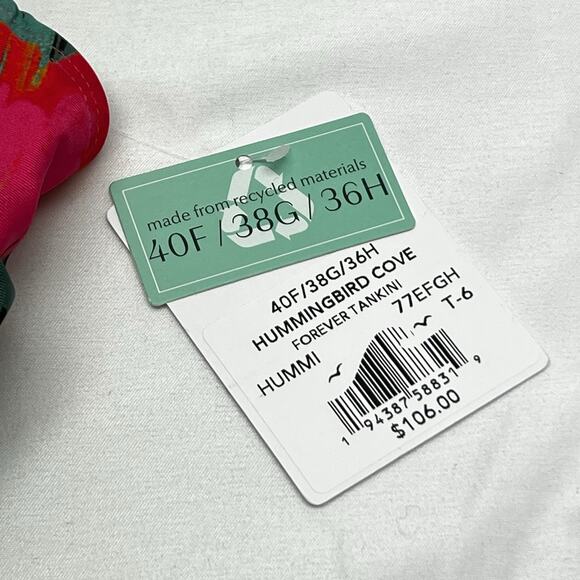 made from recycled materials
40F / 38G / 36H
40F/38G/36H
HUMMINGBIRD COVE
FOREVER TANKINI
HUMMI 77EFGH
T-6
1 94387 58831 9
$106.00